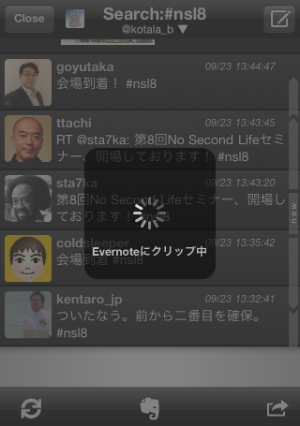 Close
Search:#nsl8
@kotala_b ▼
goyutaka 09/23 13:44:47
会場到着！ #nsl8
ttachi 09/23 13:43:45
RT @sta7ka: 第8回No Second Lifeセミ
ナー、開場しております！ #nsl8
sta7ka 09/23 13:43:20
第8回No Second Lifeセミナー、開場し
ております！ #nsl8
Evernoteにクリップ中
coldsleeper 09/23 13:35:42
会場到着 #nsl8
kentaro_jp 09/23 13:32:41
ついたなう。前から二番目を確保。
#nsl8
new